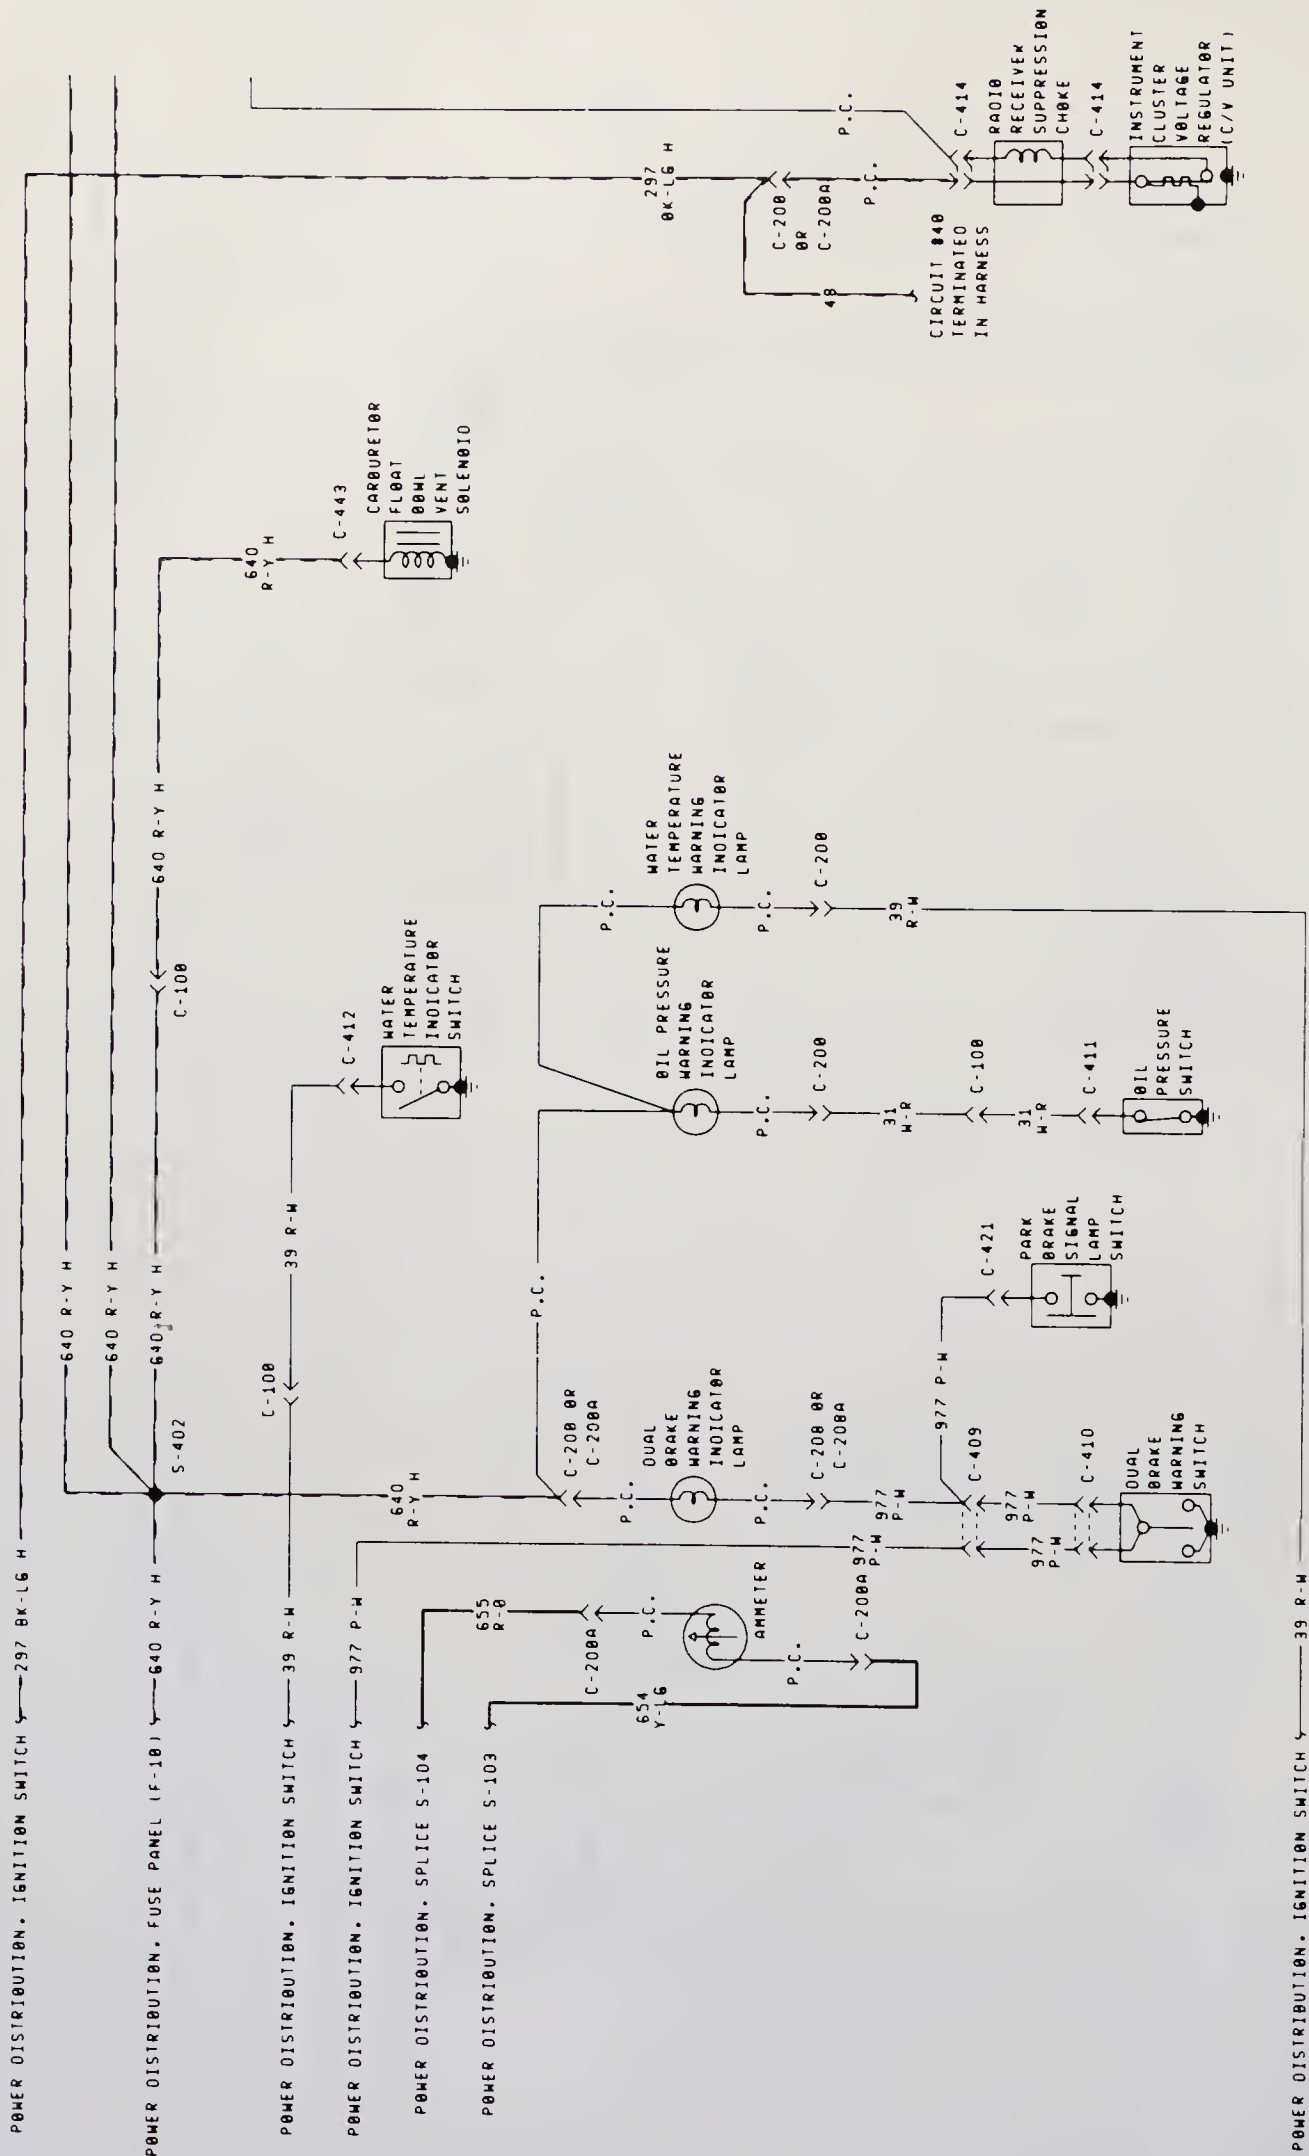 POWER DISTRIBUTION, IGNITION SWITCH
297 BK-LG H
640 R-Y H
640 R-Y H
POWER DISTRIBUTION, FUSE PANEL (F-10)
640 R-Y H
640 R-Y H
640 R-Y H
S-402
C-100
POWER DISTRIBUTION, IGNITION SWITCH
39 R-W
C-100
39 R-W
POWER DISTRIBUTION, IGNITION SWITCH
977 P-W
POWER DISTRIBUTION, SPLICE S-104
POWER DISTRIBUTION, SPLICE S-103
640
R-Y H
C-443
CARBURETOR
FLOAT
BOWL
VENT
SOLENOID
C-412
WATER
TEMPERATURE
INDICATOR
SWITCH
640
R-Y H
655
R-O
C-200A
P.C.
AMMETER
P.C.
C-200A
654
Y-LG
P.C.
C-200 OR
C-200A
P.C.
DUAL
BRAKE
WARNING
INDICATOR
LAMP
P.C.
C-200 OR
C-200A
977
P-W
977
P-W
977 P-W
C-409
977
P-W
977
P-W
C-410
DUAL
BRAKE
WARNING
SWITCH
C-421
PARK
BRAKE
SIGNAL
LAMP
SWITCH
OIL PRESSURE
WARNING
INDICATOR
LAMP
P.C.
C-200
31
W-R
C-100
31
W-R
C-411
OIL
PRESSURE
SWITCH
P.C.
WATER
TEMPERATURE
WARNING
INDICATOR
LAMP
P.C.
C-200
39
R-W
297
BK-LG H
C-200
OR
C-200A
P.C.
P.C.
48
CIRCUIT 840
TERMINATED
IN HARNESS
C-414
RADIO
RECEIVER
SUPPRESSION
CHOKE
C-414
INSTRUMENT
CLUSTER
VOLTAGE
REGULATOR
(C/V UNIT)
POWER DISTRIBUTION, IGNITION SWITCH
39 R-W